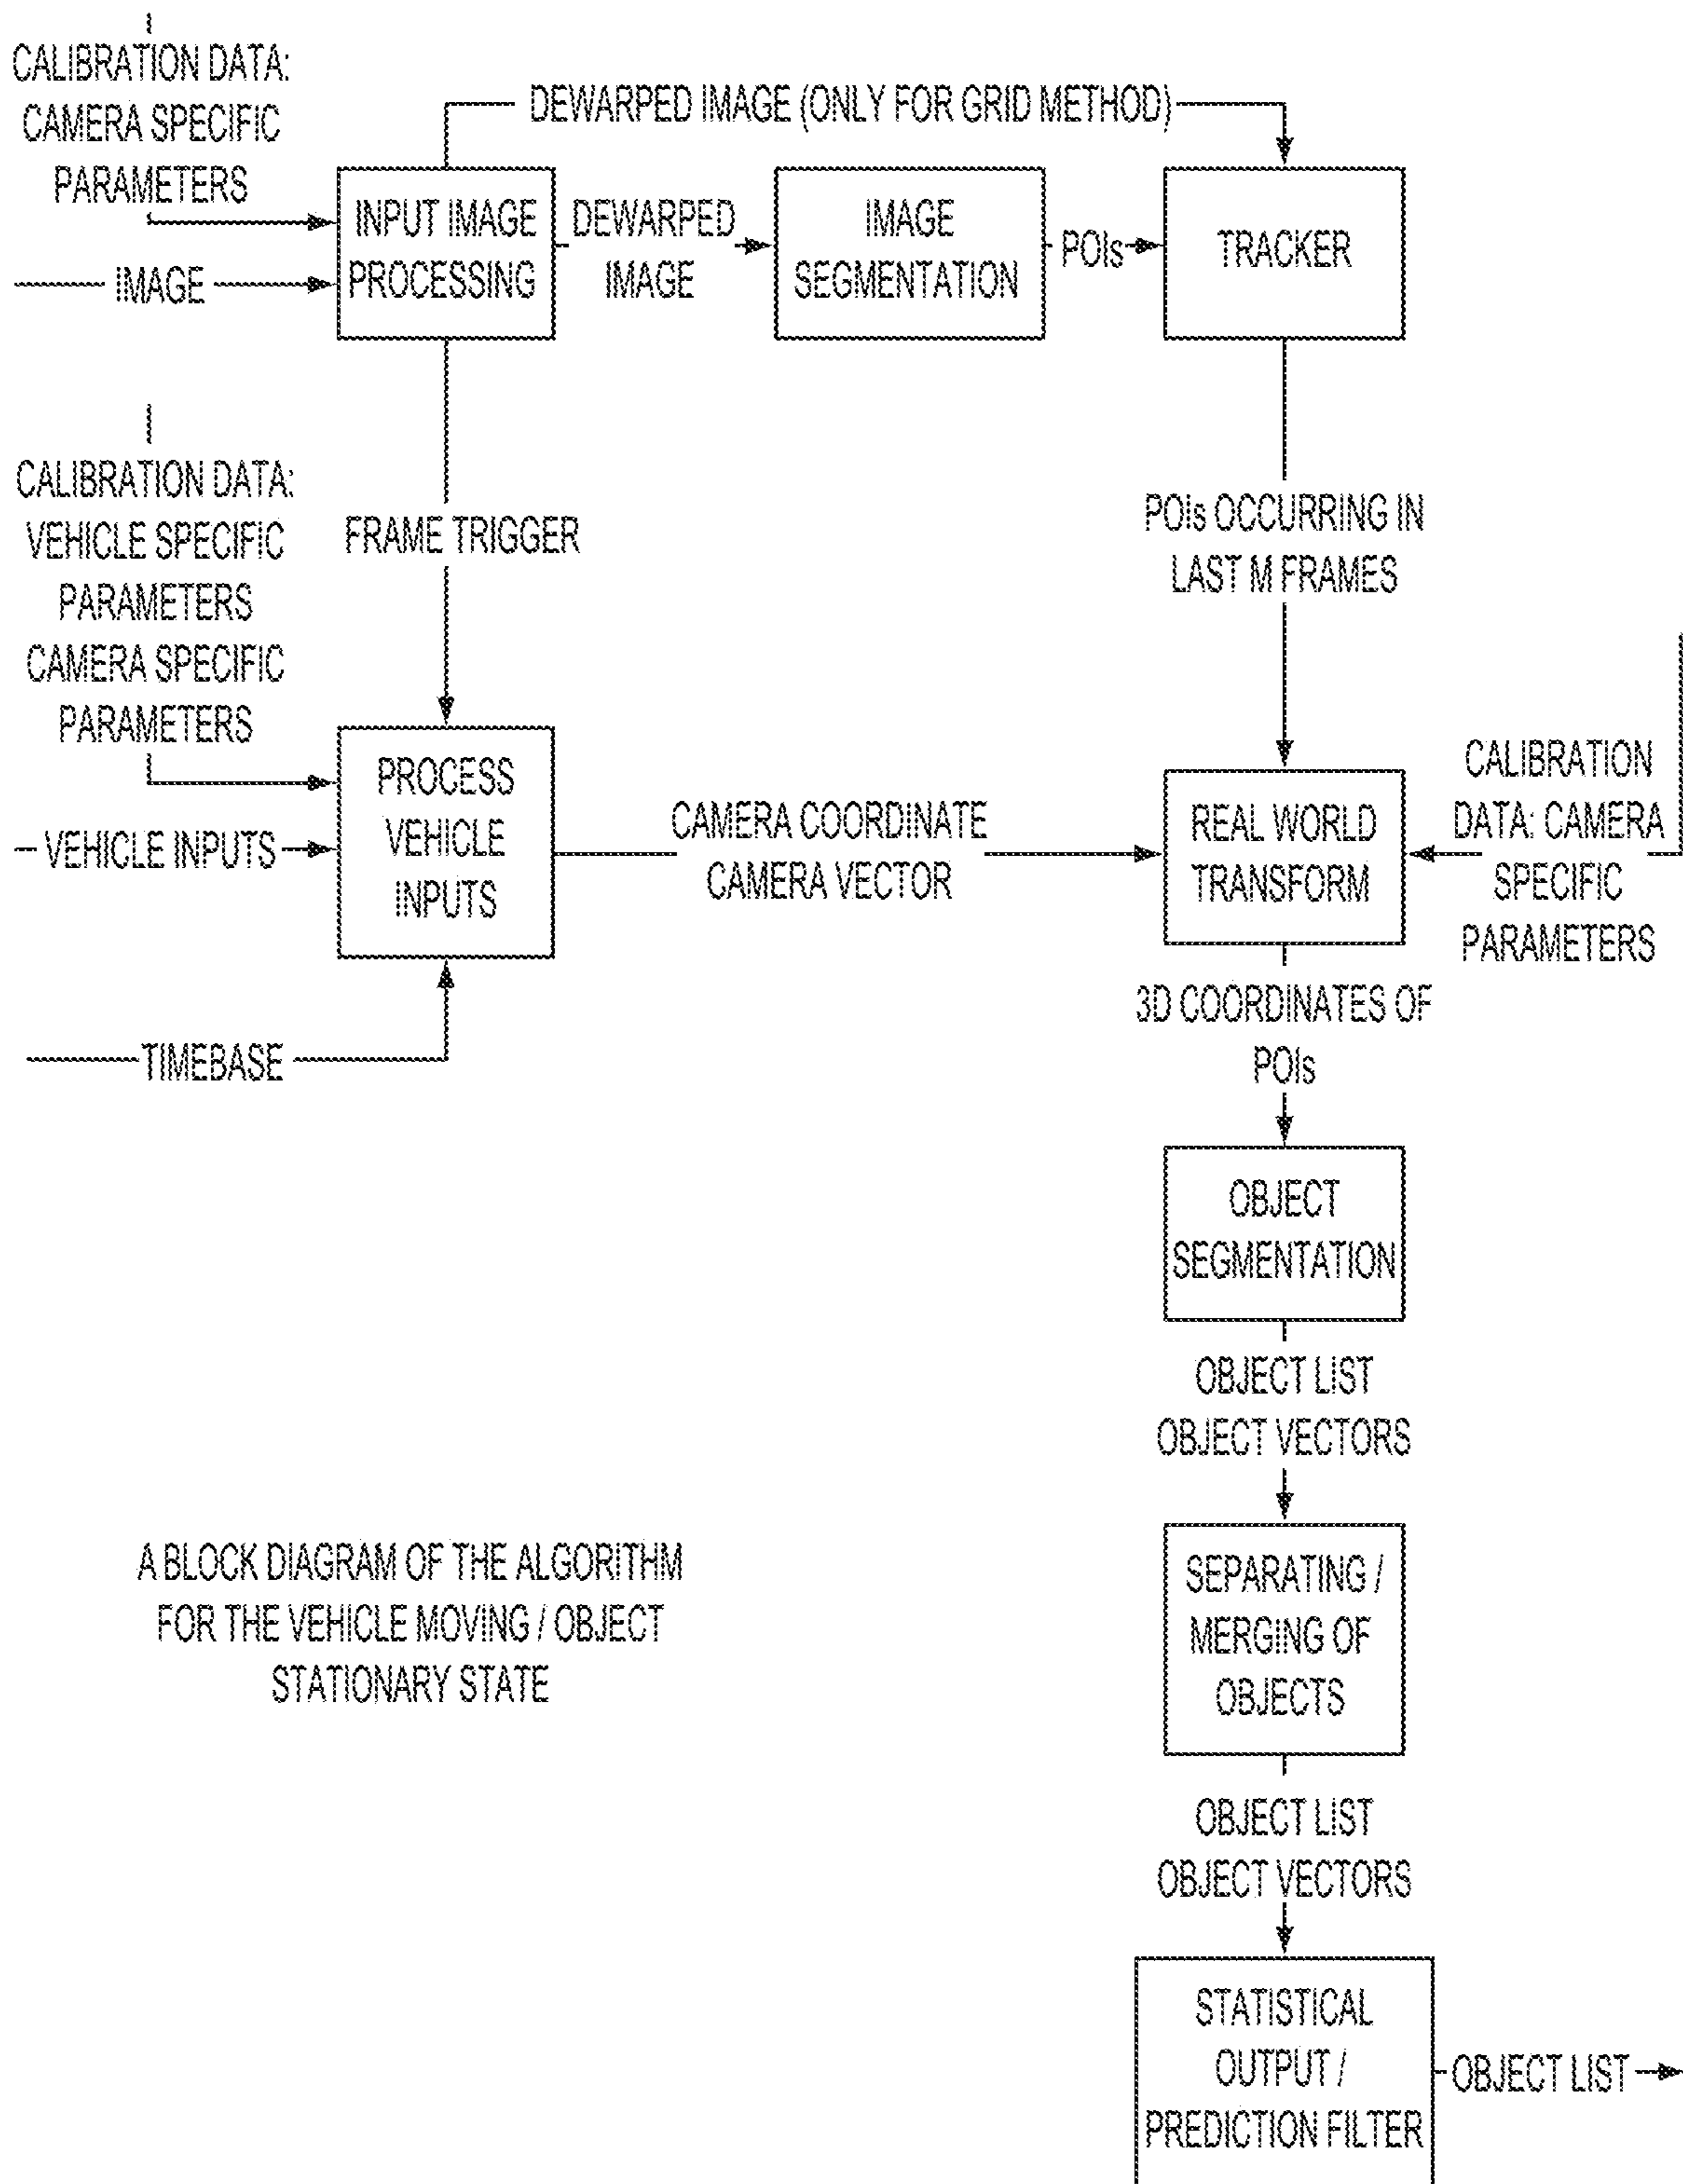 CALIBRATION DATA:
CAMERA SPECIFIC
PARAMETERS
IMAGE
DEWARPED IMAGE (ONLY FOR GRID METHOD)
INPUT IMAGE
PROCESSING
DEWARPED
IMAGE
IMAGE
SEGMENTATION
POIs
TRACKER
CALIBRATION DATA:
VEHICLE SPECIFIC
PARAMETERS
CAMERA SPECIFIC
PARAMETERS
FRAME TRIGGER
POIs OCCURRING IN
LAST M FRAMES
VEHICLE INPUTS
PROCESS
VEHICLE
INPUTS
CAMERA COORDINATE
CAMERA VECTOR
REAL WORLD
TRANSFORM
CALIBRATION
DATA: CAMERA
SPECIFIC
PARAMETERS
TIMEBASE
3D COORDINATES OF
POIs
OBJECT
SEGMENTATION
OBJECT LIST
OBJECT VECTORS
A BLOCK DIAGRAM OF THE ALGORITHM
FOR THE VEHICLE MOVING / OBJECT
STATIONARY STATE
SEPARATING /
MERGING OF
OBJECTS
OBJECT LIST
OBJECT VECTORS
STATISTICAL
OUTPUT /
PREDICTION FILTER
OBJECT LIST